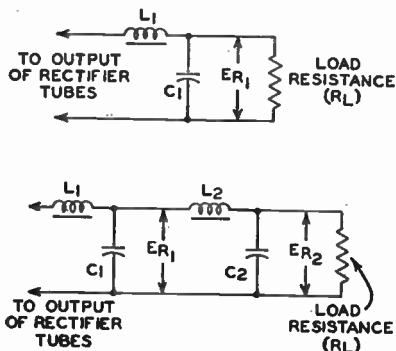 L1
TO OUTPUT
OF RECTIFIER
TUBES
C1
ER1
LOAD
RESISTANCE
(RL)
L1
L2
C1
ER1
C2
ER2
TO OUTPUT
OF RECTIFIER
TUBES
LOAD
RESISTANCE
(RL)